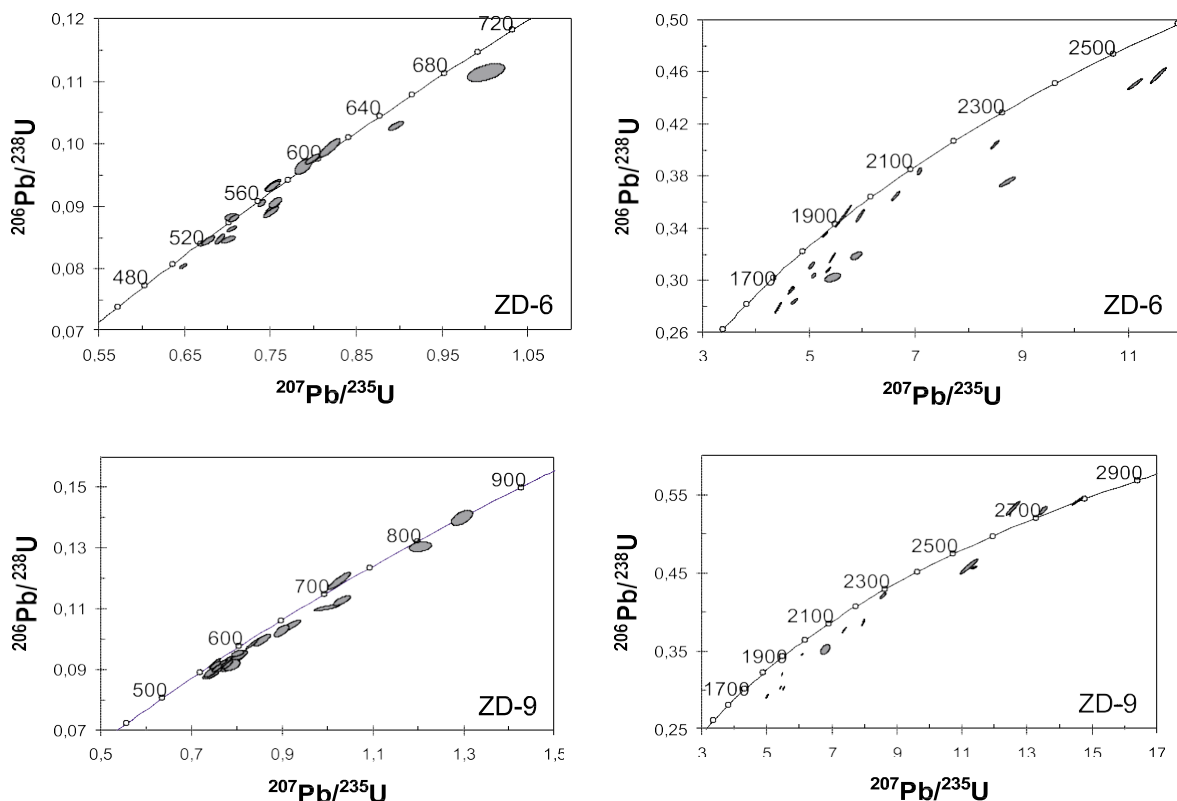 0,12
0,11
0,10
0,09
0,08
0,07
720
680
640
600
560
520
480
ZD-6
0,55 0,65 0,75 0,85 0,95 1,05
206Pb/238U
207Pb/235U
0,50
0,46
0,42
0,38
0,34
0,30
0,26
2500
2300
2100
1900
1700
ZD-6
3 5 7 9 11
206Pb/238U
207Pb/235U
0,15
0,13
0,11
0,09
0,07
900
800
700
600
500
ZD-9
0,5 0,7 0,9 1,1 1,3 1,5
206Pb/238U
207Pb/235U
0,55
0,45
0,35
0,25
2900
2700
2500
2300
2100
1900
1700
ZD-9
3 5 7 9 11 13 15 17
206Pb/238U
207Pb/235U